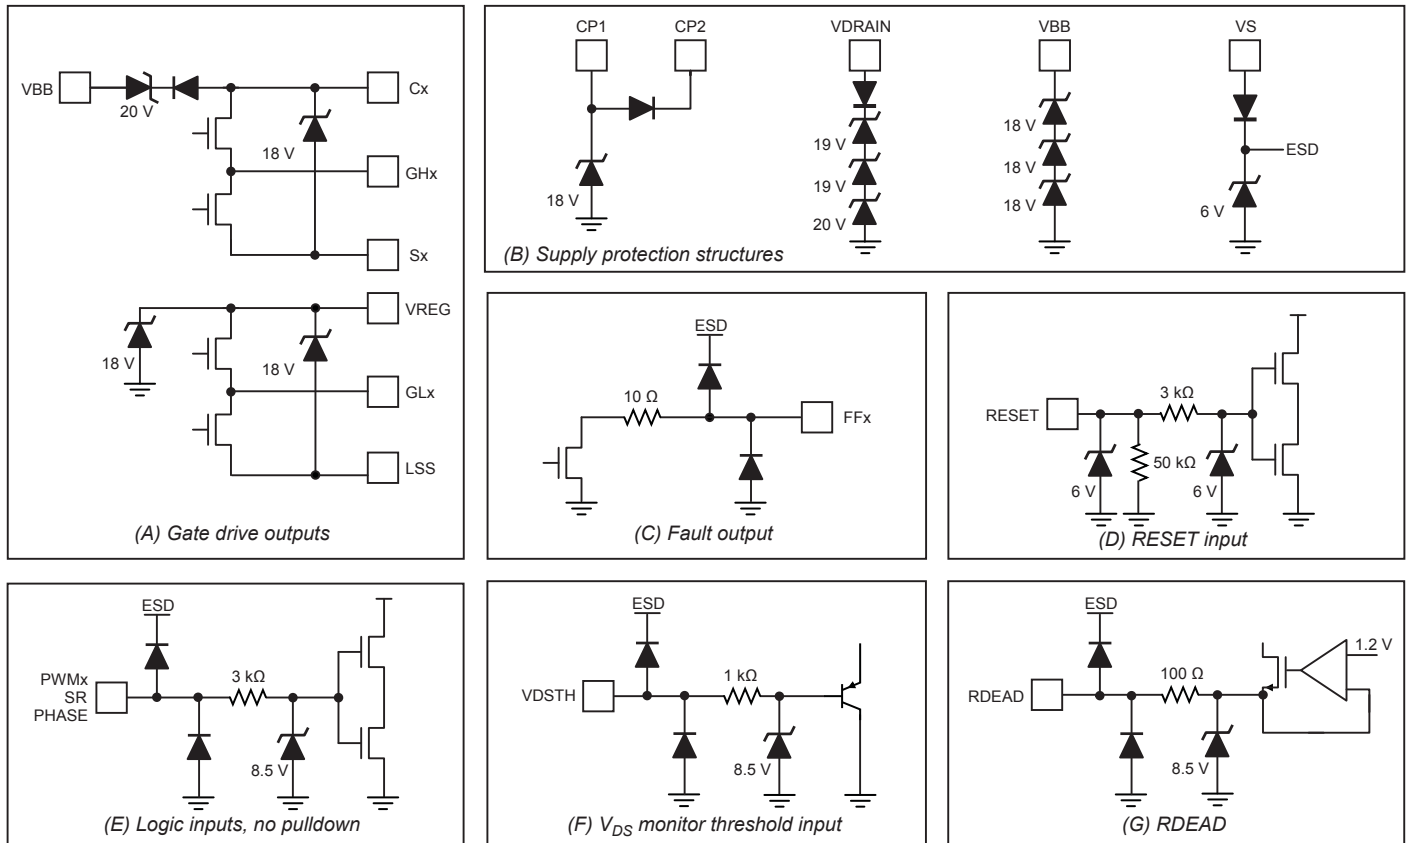 VBB
20 V
18 V
Cx
GHx
Sx
18 V
18 V
VREG
GLx
LSS
(A) Gate drive outputs
CP1
CP2
18 V
VDRAIN
19 V
19 V
20 V
VBB
18 V
18 V
18 V
VS
ESD
6 V
(B) Supply protection structures
ESD
10 Ω
FFx
(C) Fault output
RESET
3 kΩ
50 kΩ
6 V
6 V
(D) RESET input
ESD
PWMx
SR
PHASE
3 kΩ
8.5 V
(E) Logic inputs, no pulldown
ESD
VDSTH
1 kΩ
8.5 V
(F) VDS monitor threshold input
ESD
RDEAD
100 Ω
1.2 V
8.5 V
(G) RDEAD